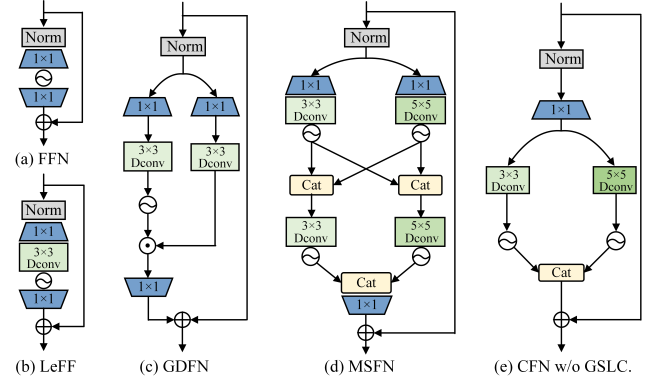 Norm
1×1
1×1
(a) FFN
Norm
1×1
3×3
Dconv
1×1
(b) LeFF
Norm
1×1 1×1
3×3
Dconv
3×3
Dconv
1×1
(c) GDFN
Norm
1×1 1×1
3×3
Dconv
5×5
Dconv
Cat Cat
3×3
Dconv
5×5
Dconv
Cat
1×1
(d) MSFN
Norm
1×1
3×3
Dconv
5×5
Dconv
Cat
(e) CFN w/o GSLC.